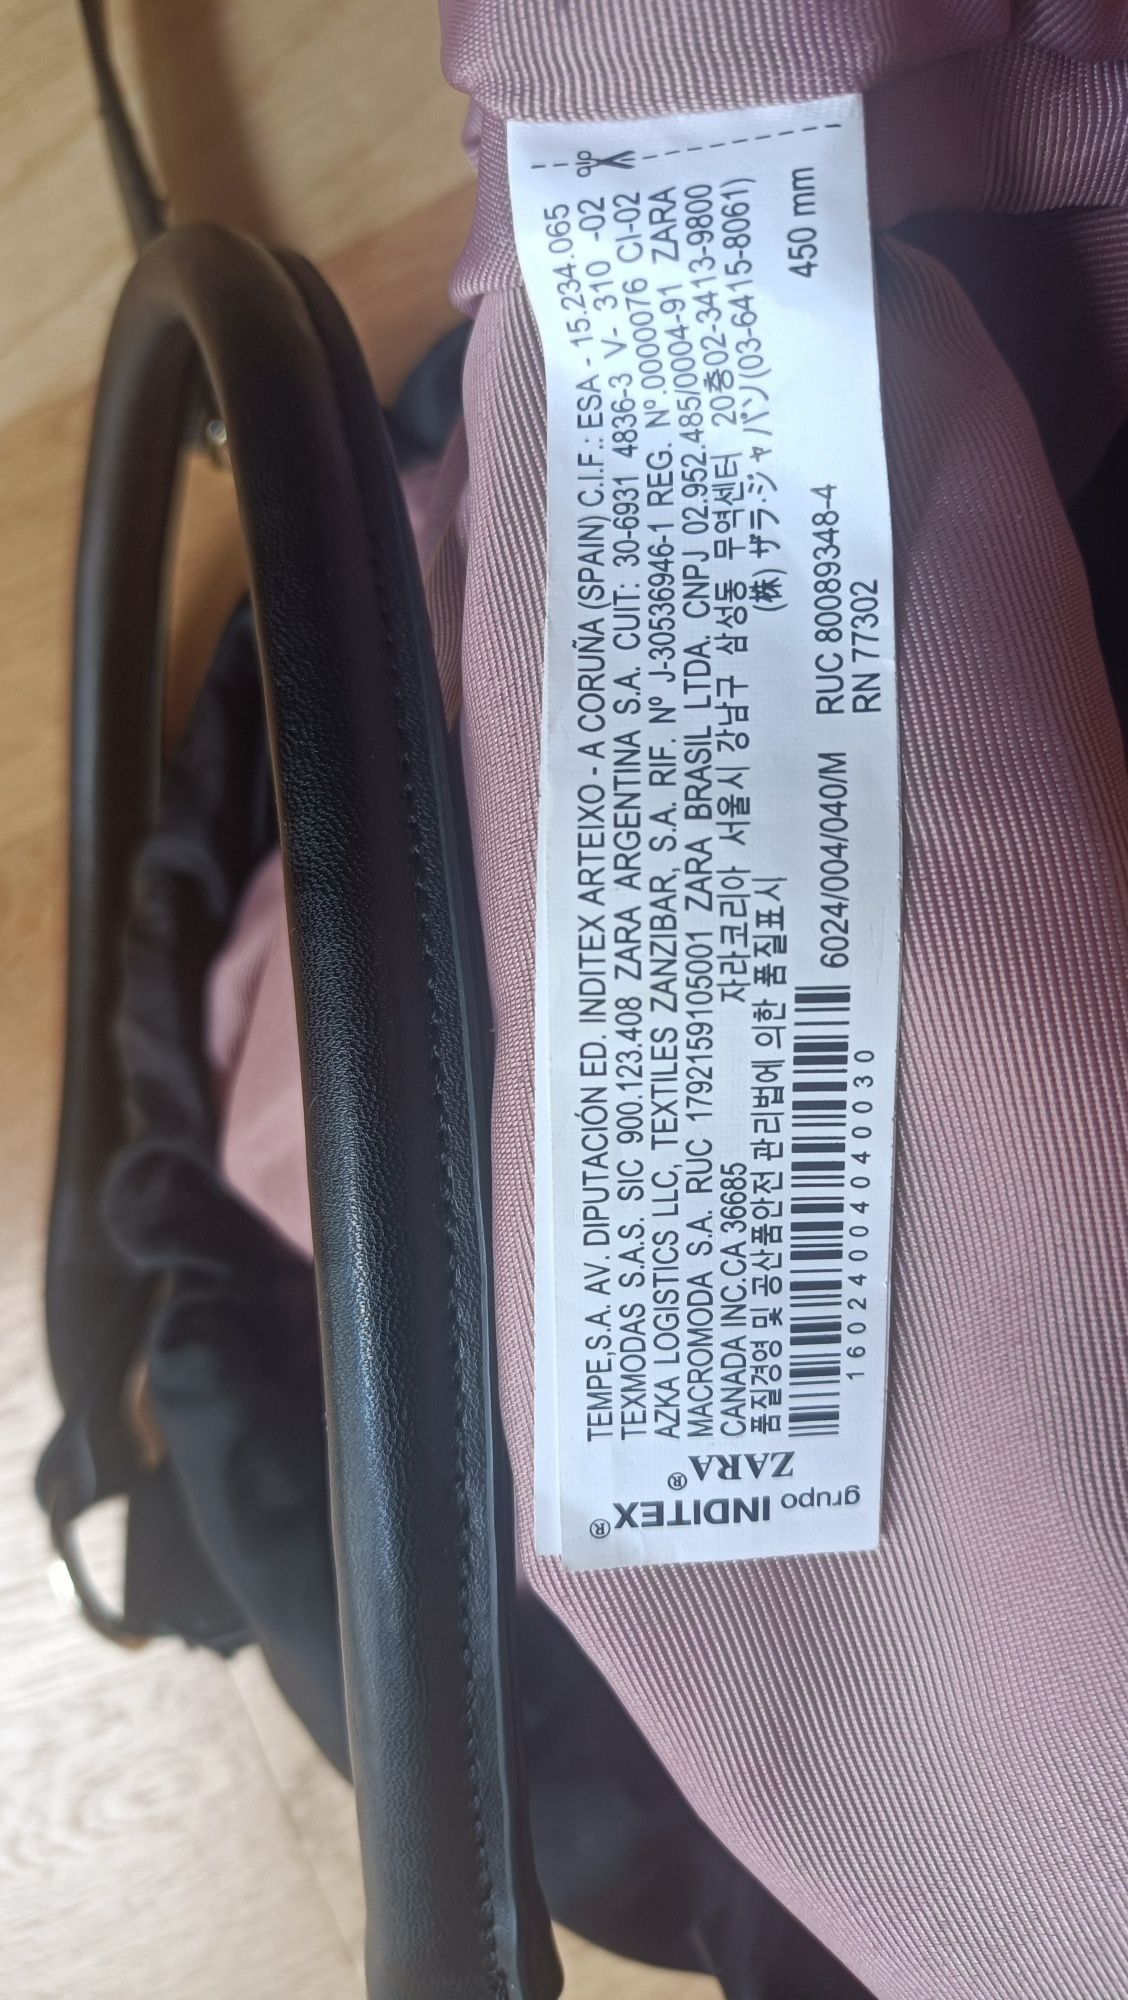 grupo
INDITEX®
ZARA®
TEMPE,S.A. AV. DIPUTACIÓN ED. INDITEX ARTEIXO - A CORUÑA (SPAIN) C.I.F.: ESA - 15.234.065
TEXMODAS S.A.S. SIC 900.123.408 ZARA ARGENTINA S.A. CUIT: 30-6931 4836-3 V- 310 -02
AZKA LOGISTICS LLC, TEXTILES ZANZIBAR, S.A. RIF. Nº J-30536946-1 REG. Nº.0000076 CI-02
MACROMODA S.A. RUC 1792159105001 ZARA BRASIL LTDA. CNPJ 02.952.485/0004-91 ZARA
CANADA INC.CA 36685 자라코리아 서울시 강남구 삼성동 무역센터 20층02-3413-9800
품질경영 및 공산품안전 관리법에 의한 품질표시 (株) ザラ·ジャパン(03-6415-8061)
6024/004/040/M RUC 80089348-4 450 mm
16024004040030 RN 77302